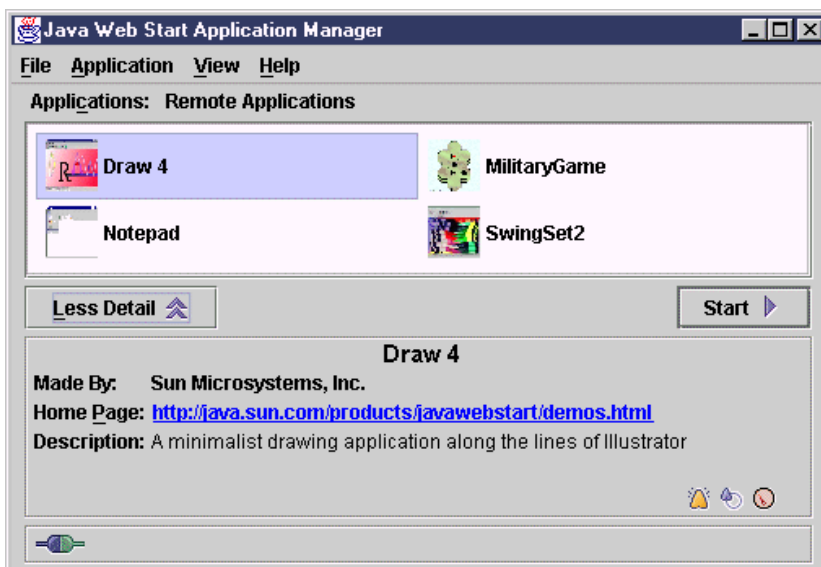 Java Web Start Application Manager
File Application View Help
Applications: Remote Applications
Draw 4 MilitaryGame
Notepad SwingSet2
Less Detail Start
Draw 4
Made By: Sun Microsystems, Inc.
Home Page: http://java.sun.com/products/javawebstart/demos.html
Description: A minimalist drawing application along the lines of Illustrator